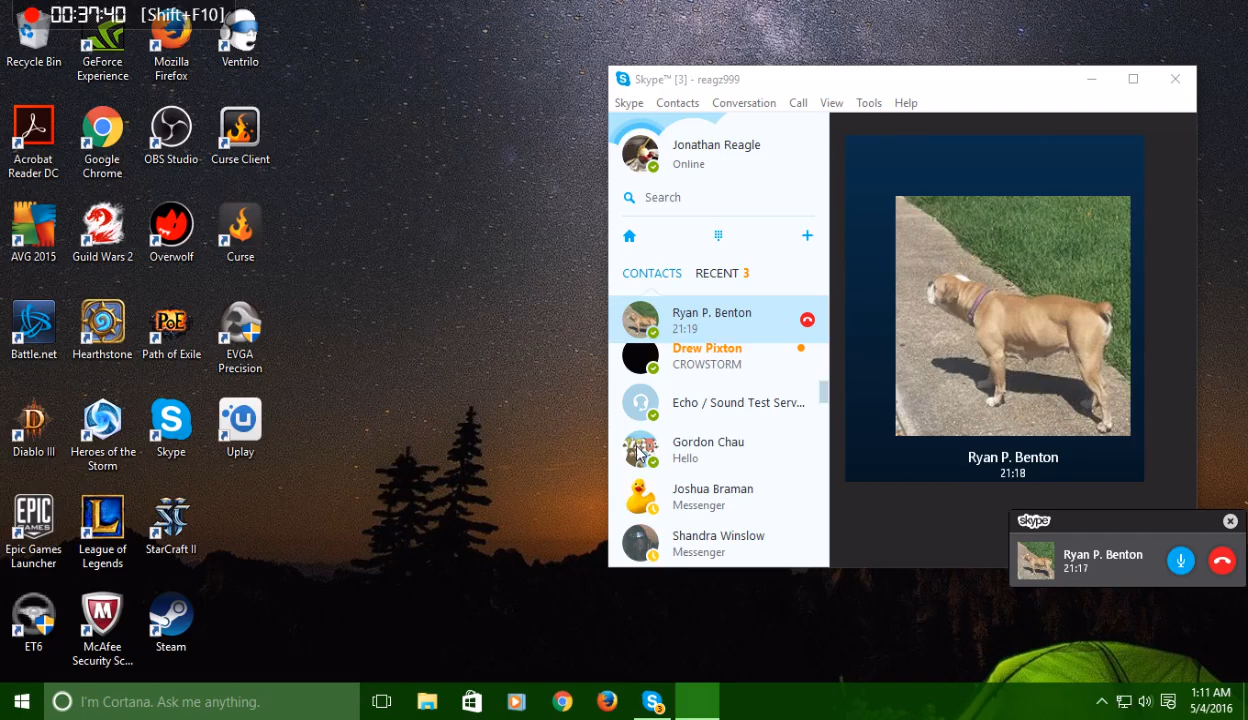 00:37:40 [Shift+F10]
Recycle Bin
GeForce
Experience
Mozilla
Firefox
Ventrilo
Acrobat
Reader DC
Google
Chrome
OBS Studio
Curse Client
AVG 2015
Guild Wars 2
Overwolf
Curse
Battle.net
Hearthstone
PoE
Path of Exile
EVGA
Precision
Diablo III
Heroes of the
Storm
Skype
Uplay
EPIC
GAMES
Epic Games
Launcher
League of
Legends
StarCraft II
ET6
McAfee
Security Sc...
Steam
Skype™ [3] - reagz999
Skype Contacts Conversation Call View Tools Help
Jonathan Reagle
Online
Search
CONTACTS RECENT 3
Ryan P. Benton
21:19
Drew Pixton
CROWSTORM
Echo / Sound Test Serv...
Gordon Chau
Hello
Joshua Braman
Messenger
Shandra Winslow
Messenger
Ryan P. Benton
21:18
skype
Ryan P. Benton
21:17
I'm Cortana. Ask me anything.
3
1:11 AM
5/4/2016